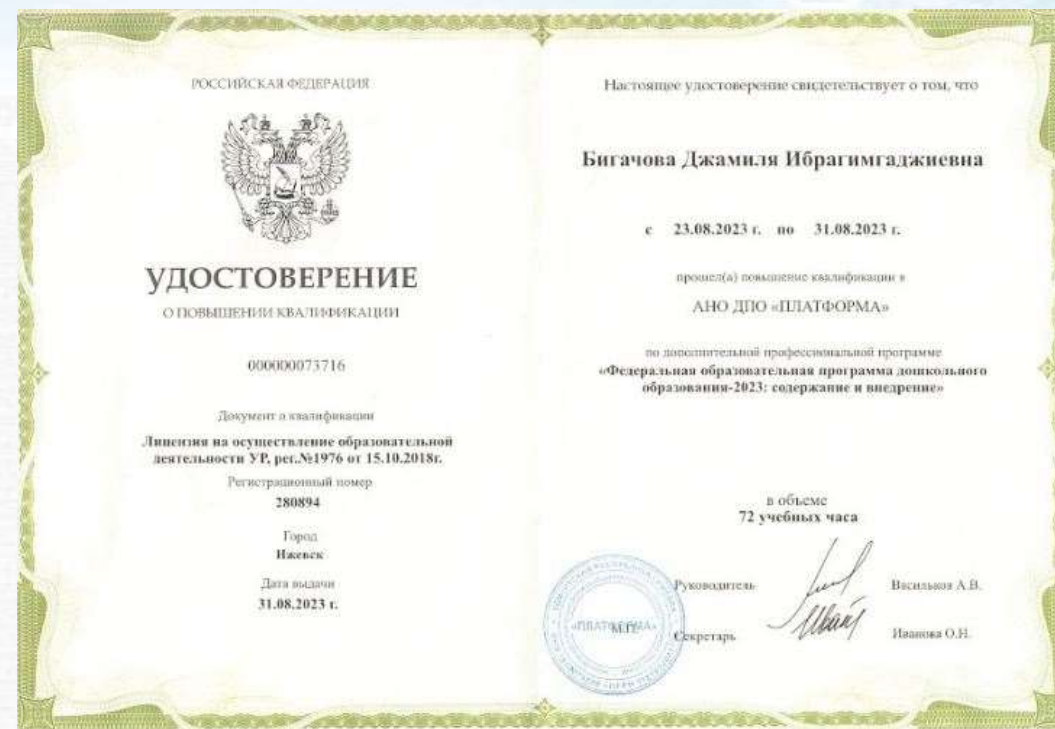 РОССИЙСКАЯ ФЕДЕРАЦИЯ
УДОСТОВЕРЕНИЕ
О ПОВЫШЕНИИ КВАЛИФИКАЦИИ
000000073716
Документ о квалификации
Лицензия на осуществление образовательной
деятельности УР, рег.№1976 от 15.10.2018г.
Регистрационный номер
280894
Город
Ижевск
Дата выдачи
31.08.2023 г.
Настоящее удостоверение свидетельствует о том, что
Бигачова Джамиля Ибрагимгаджиевна
с 23.08.2023 г. по 31.08.2023 г.
прошел(а) повышение квалификации в
АНО ДПО «ПЛАТФОРМА»
по дополнительной профессиональной программе
«Федеральная образовательная программа дошкольного
образования-2023: содержание и внедрение»
в объеме
72 учебных часа
Руководитель Васильков А.В.
«ПЛАТФОРМА»
М.П.
Секретарь Иванова О.Н.